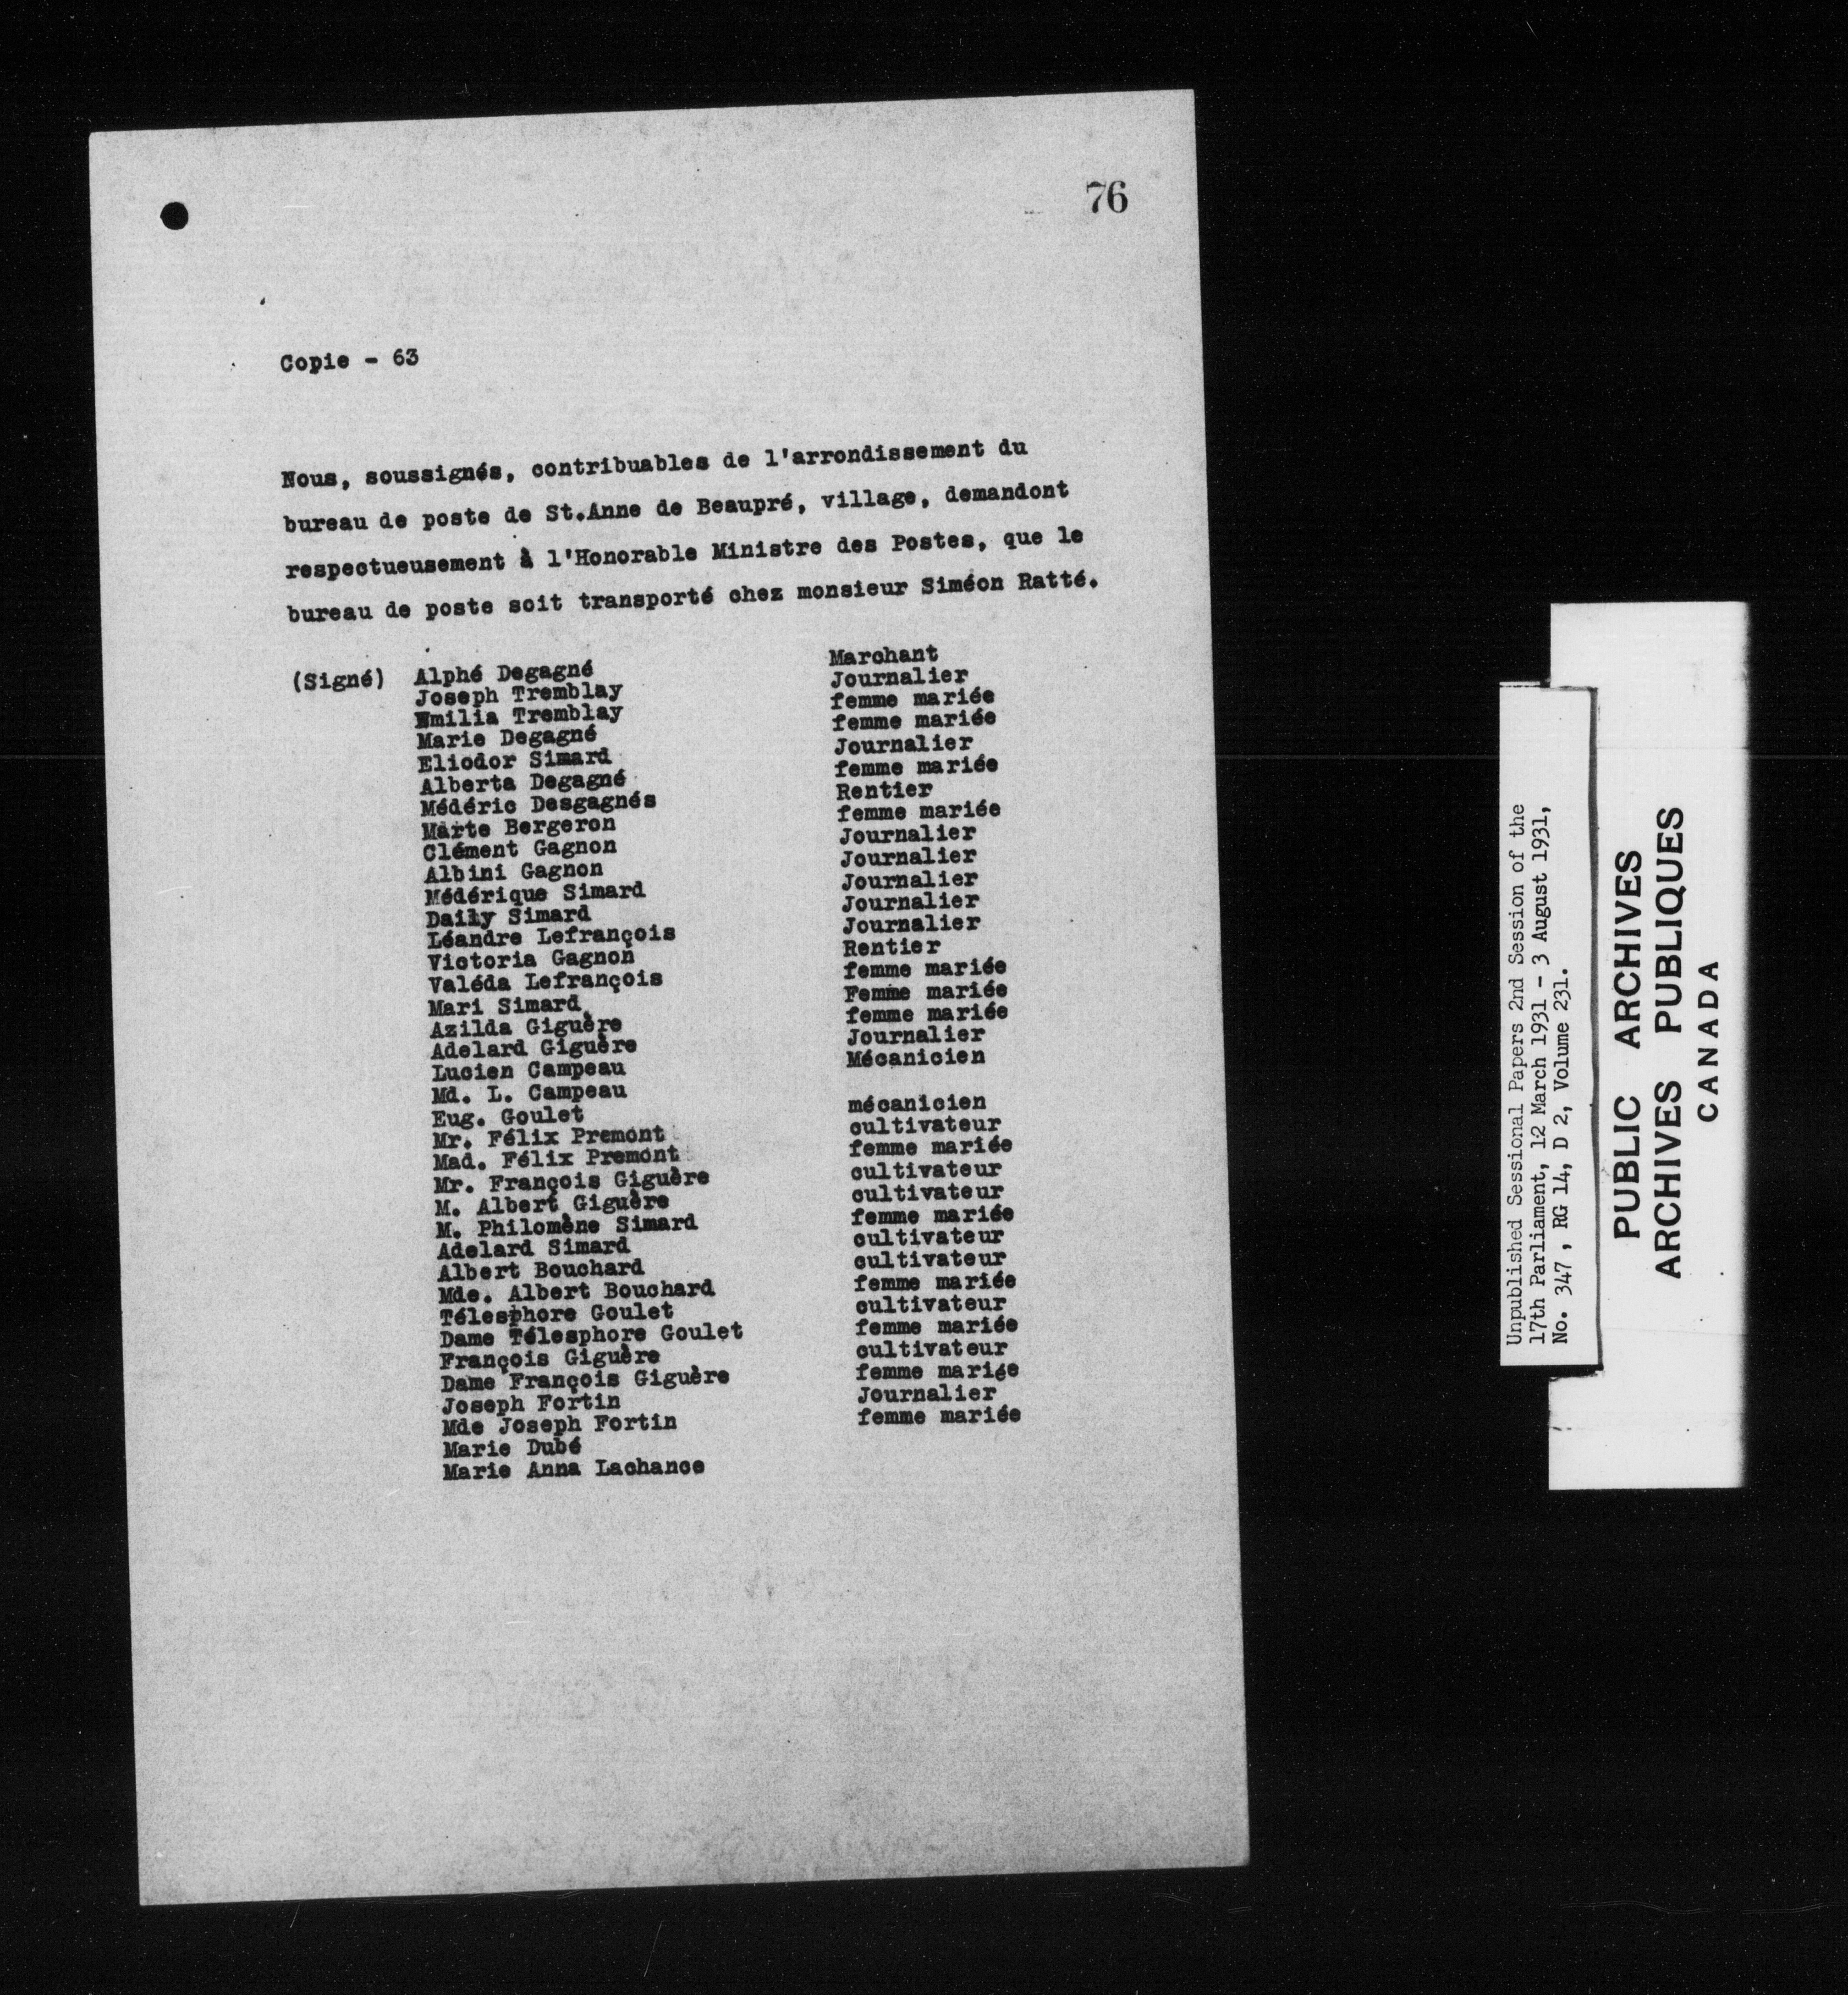 76
Copie - 63
Nous, soussignés, contribuables de l'arrondissement du
bureau de poste de St.Anne de Beaupré, village, demandont
respectueusement à l'Honorable Ministre des Postes, que le
bureau de poste soit transporté chez monsieur Siméon Ratté.
(Signé) Alphé Degagné Marchant
Joseph Tremblay Journalier
Emilia Tremblay femme mariée
Marie Degagné femme mariée
Eliodor Simard Journalier
Alberta Degagné femme mariée
Médéric Desgagnés Rentier
Marte Bergeron femme mariée
Clément Gagnon Journalier
Albini Gagnon Journalier
Médérique Simard Journalier
Daily Simard Journalier
Léandre Lefrançois Journalier
Victoria Gagnon Rentier
Valéda Lefrançois femme mariée
Mari Simard Femme mariée
Azilda Giguère femme mariée
Adelard Giguère Journalier
Lucien Campeau Mécanicien
Md. L. Campeau
Eug. Goulet mécanicien
Mr. Félix Premont cultivateur
Mad. Félix Premont femme mariée
Mr. François Giguère cultivateur
M. Albert Giguère cultivateur
M. Philomène Simard femme mariée
Adelard Simard cultivateur
Albert Bouchard cultivateur
Mde. Albert Bouchard femme mariée
Télesphore Goulet cultivateur
Dame Télesphore Goulet femme mariée
François Giguère cultivateur
Dame François Giguère femme mariée
Joseph Fortin Journalier
Mde Joseph Fortin femme mariée
Marie Dubé
Marie Anna Lachance
Unpublished Sessional Papers 2nd Session of the
17th Parliament, 12 March 1931 - 3 August 1931,
No. 347, RG 14, D 2, Volume 231.
PUBLIC ARCHIVES
ARCHIVES PUBLIQUES
CANADA